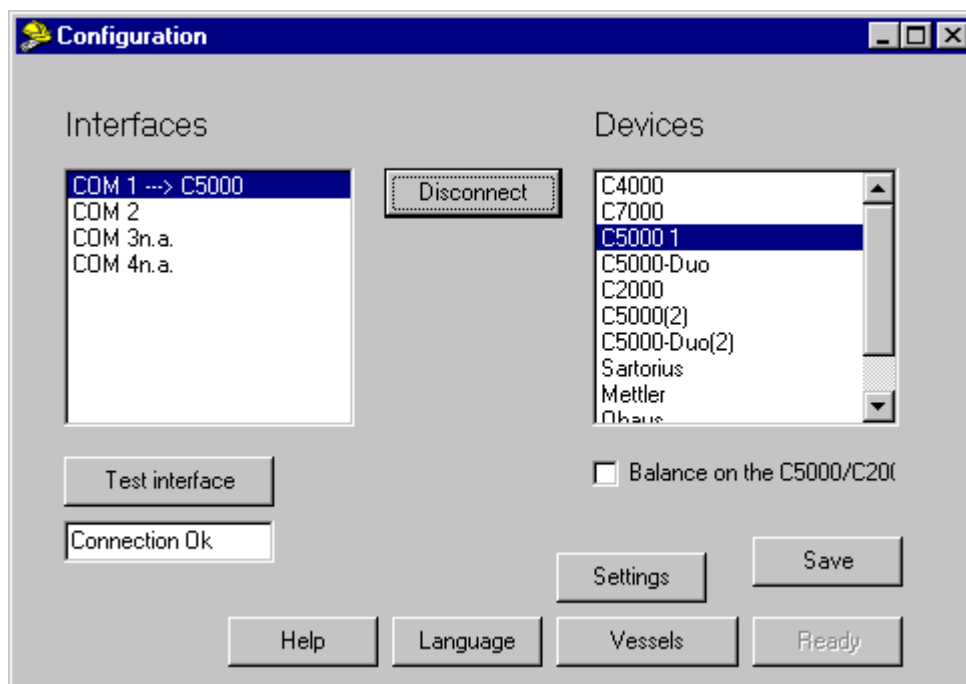 Configuration
Interfaces
Devices
COM 1 ---> C5000
COM 2
COM 3n.a.
COM 4n.a.
Disconnect
C4000
C7000
C5000 1
C5000-Duo
C2000
C5000(2)
C5000-Duo(2)
Sartorius
Mettler
Ohaus
Test interface
Balance on the C5000/C20(
Connection Ok
Settings
Save
Help
Language
Vessels
Ready